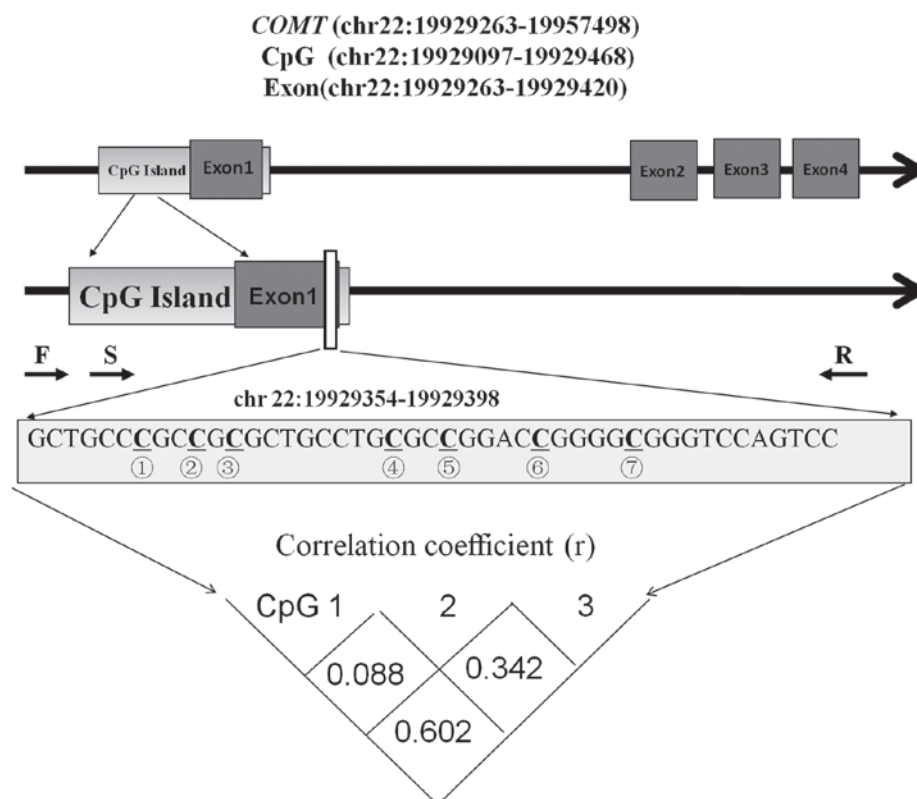 COMT (chr22:19929263-19957498)
CpG (chr22:19929097-19929468)
Exon(chr22:19929263-19929420)
CpG Island Exon1 Exon2 Exon3 Exon4
CpG Island Exon1
F S R
chr 22:19929354-19929398
GCTGCCCGCCGCGCTGCCTGCGCCGGACCGGGGCGGGTCCAGTCC
① ② ③ ④ ⑤ ⑥ ⑦
Correlation coefficient (r)
CpG 1 2 3
0.088 0.342
0.602